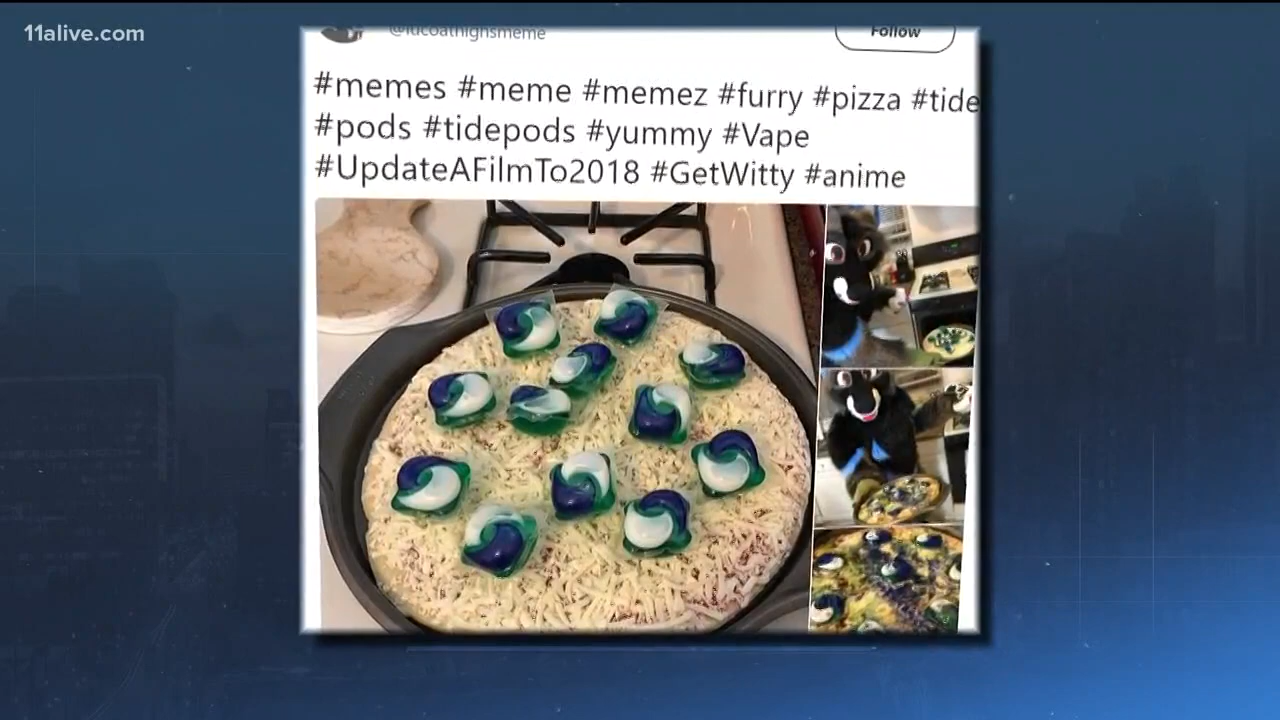 11alive.com
Follow
#memes #meme #memez #furry #pizza #tide
#pods #tidepods #yummy #Vape
#UpdateAFilmTo2018 #GetWitty #anime